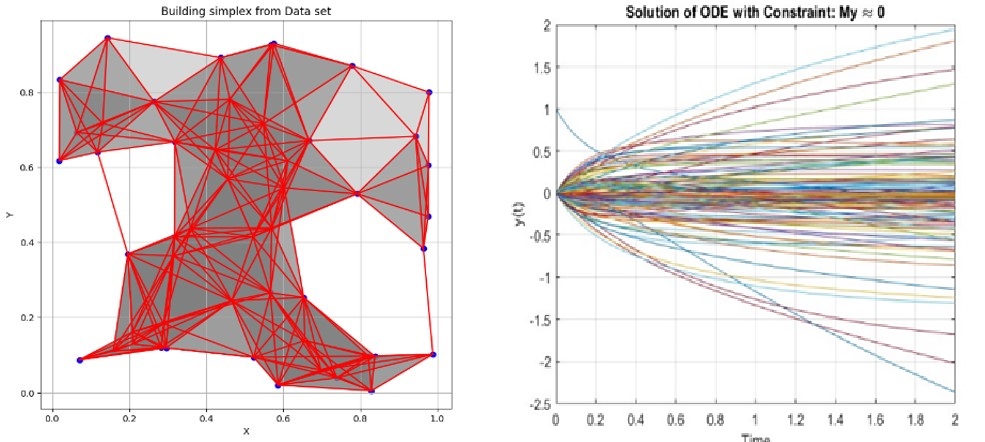 Building simplex from Data set
Y
0.8
0.6
0.4
0.2
0.0
0.0 0.2 0.4 0.6 0.8 1.0
X
Solution of ODE with Constraint: My ≈ 0
y(t)
2
1.5
1
0.5
0
-0.5
-1
-1.5
-2
-2.5
0 0.2 0.4 0.6 0.8 1 1.2 1.4 1.6 1.8 2
Time